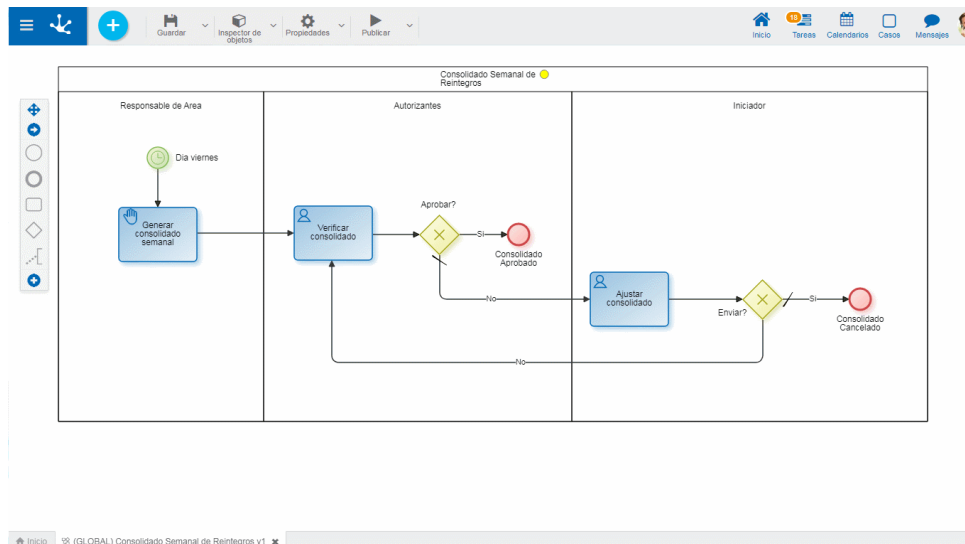 Guardar
Inspector de
objetos
Propiedades
Publicar
Inicio
18
Tareas
Calendarios
Casos
Mensajes
Consolidado Semanal de
Reintegros
Responsable de Area
Autorizantes
Iniciador
Dia viernes
Generar
consolidado
semanal
Verificar
consolidado
Aprobar?
Si
Consolidado
Aprobado
No
Ajustar
consolidado
Enviar?
Si
Consolidado
Cancelado
No
Inicio
(GLOBAL) Consolidado Semanal de Reintegros v1